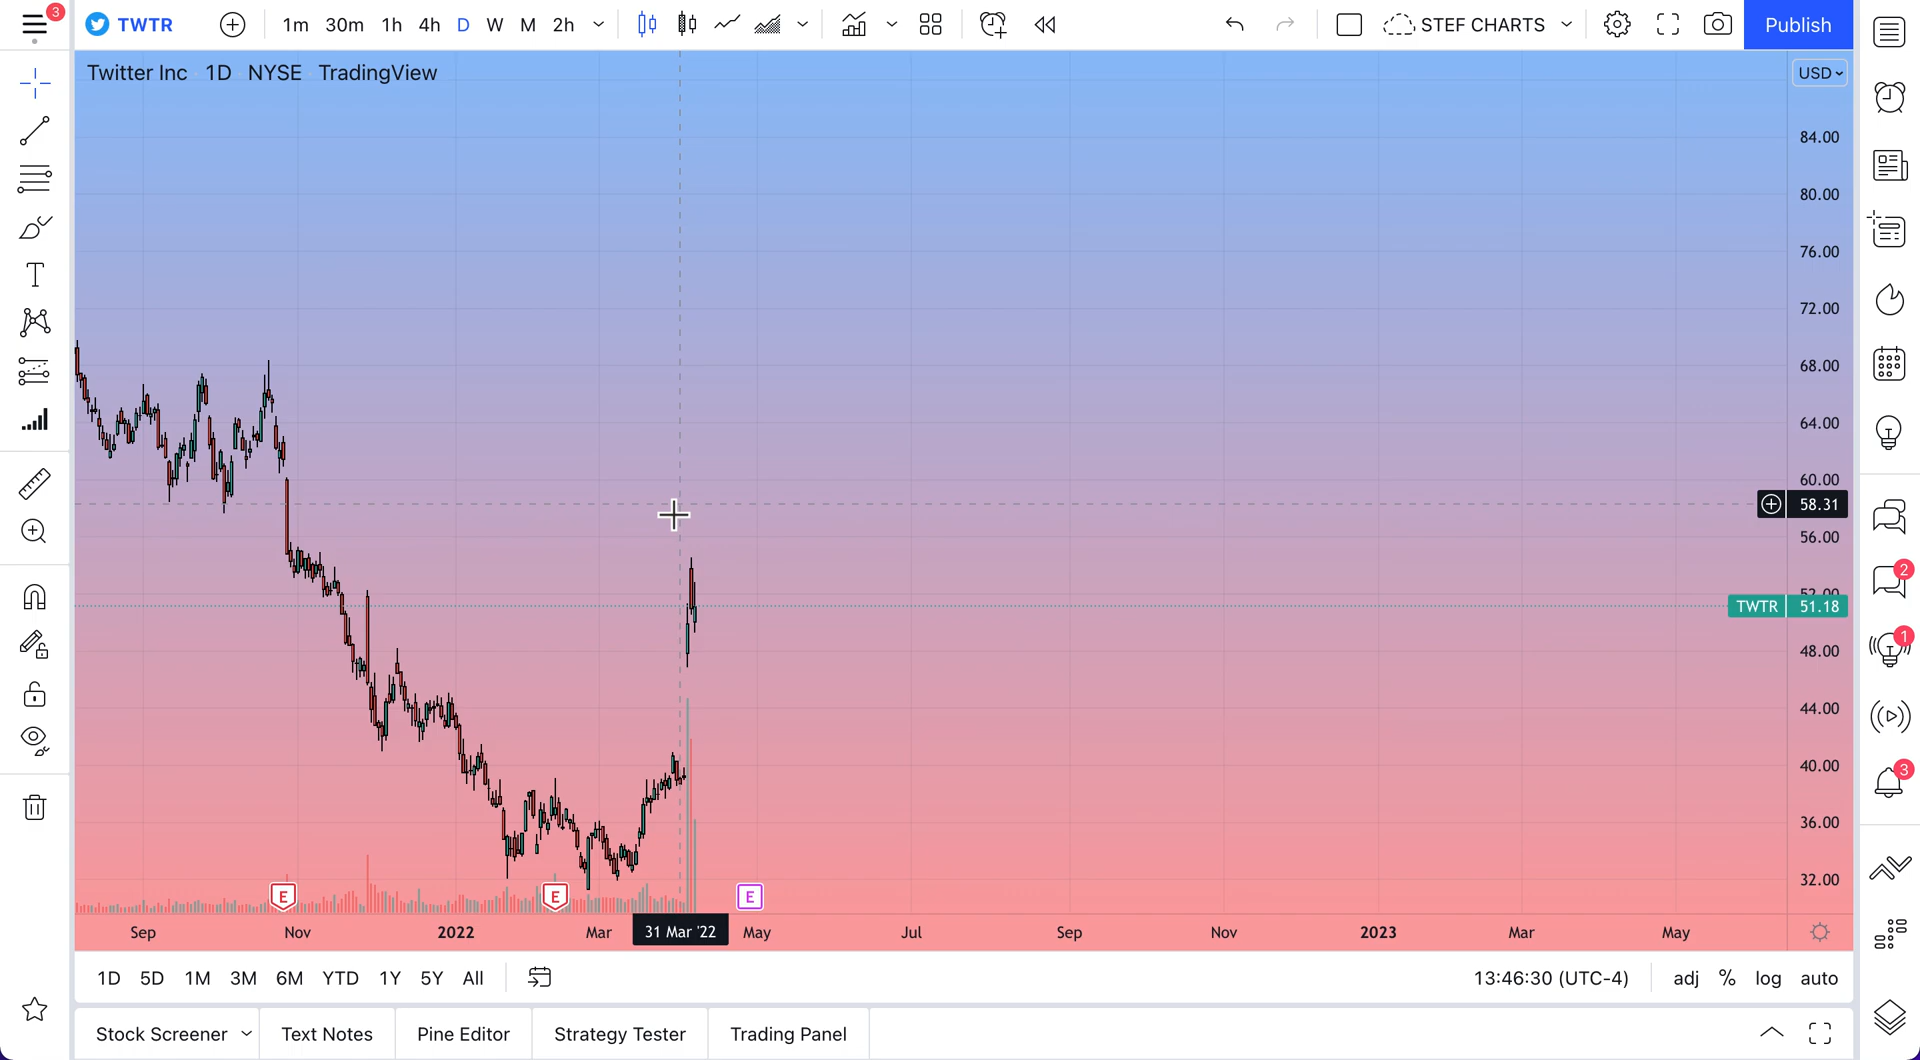 3
TWTR 1m 30m 1h 4h D W M 2h STEF CHARTS Publish
Twitter Inc 1D NYSE TradingView
USD
84.00
80.00
76.00
72.00
68.00
64.00
60.00
58.31
56.00
52.00
TWTR 51.18
48.00
44.00
40.00
36.00
32.00
E E E
Sep Nov 2022 Mar 31 Mar '22 May Jul Sep Nov 2023 Mar May
1D 5D 1M 3M 6M YTD 1Y 5Y All 13:46:30 (UTC-4) adj % log auto
Stock Screener Text Notes Pine Editor Strategy Tester Trading Panel
2
1
3